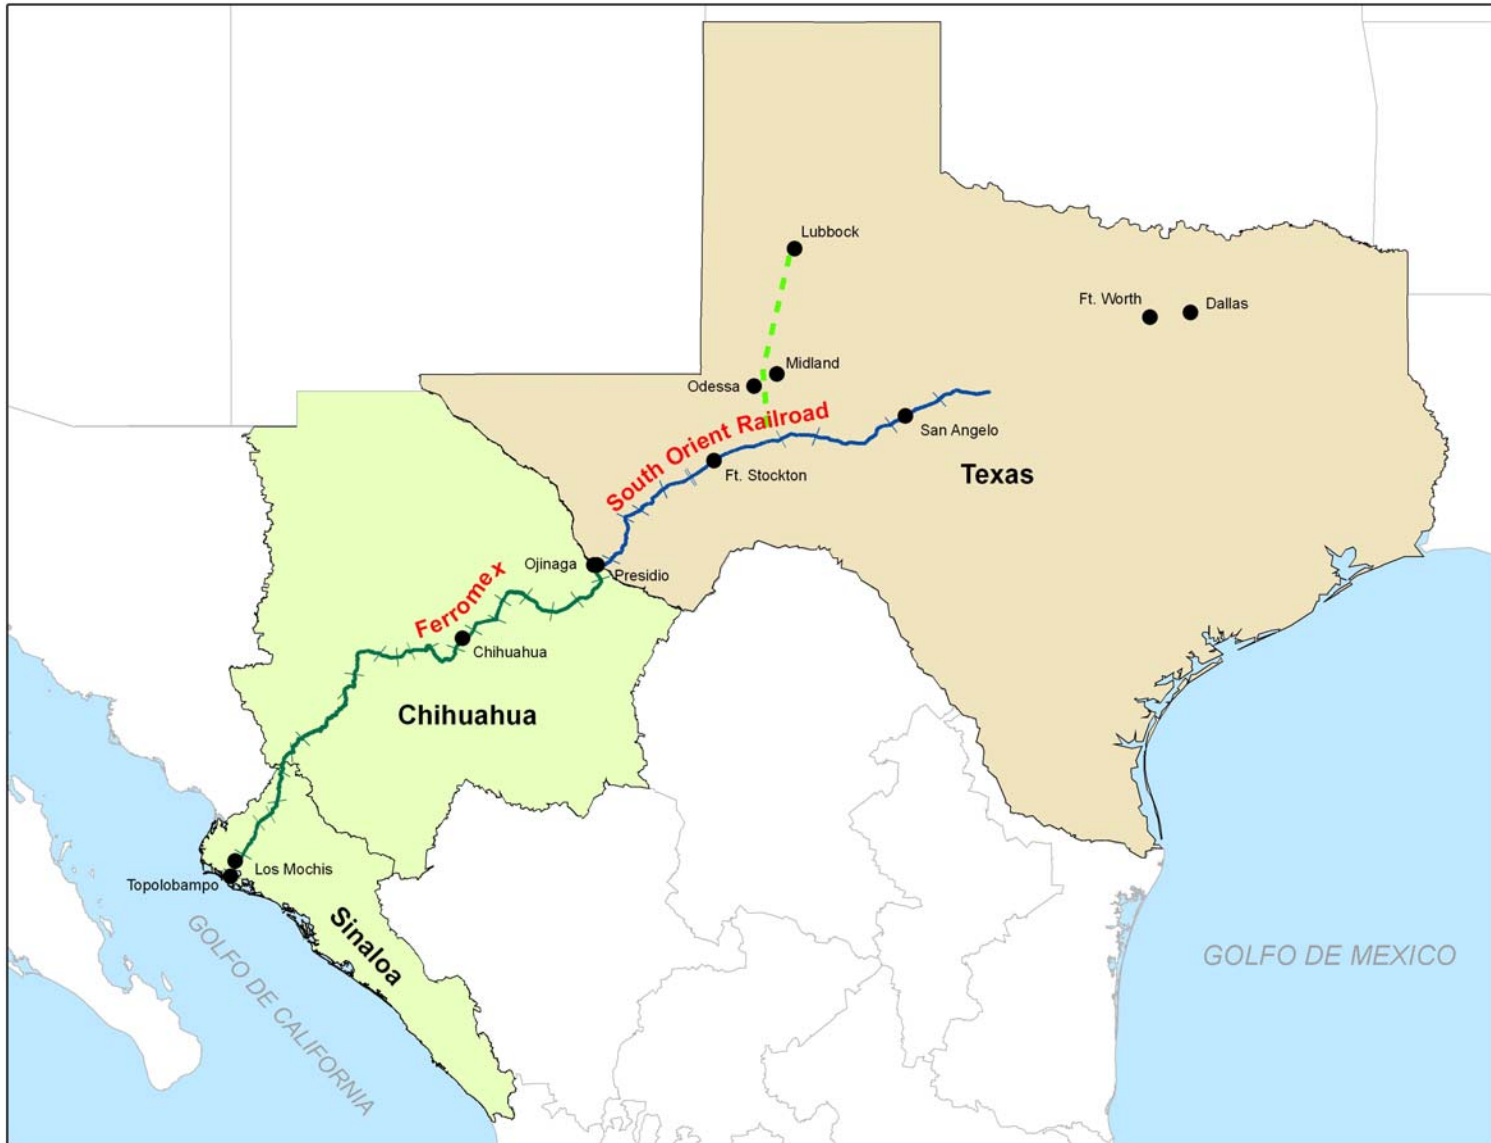 Lubbock
Ft. Worth
Dallas
Midland
Odessa
South Orient Railroad
San Angelo
Ft. Stockton
Texas
Ojinaga
Presidio
Ferromex
Chihuahua
Chihuahua
Los Mochis
Topolobampo
Sinaloa
GOLFO DE CALIFORNIA
GOLFO DE MEXICO